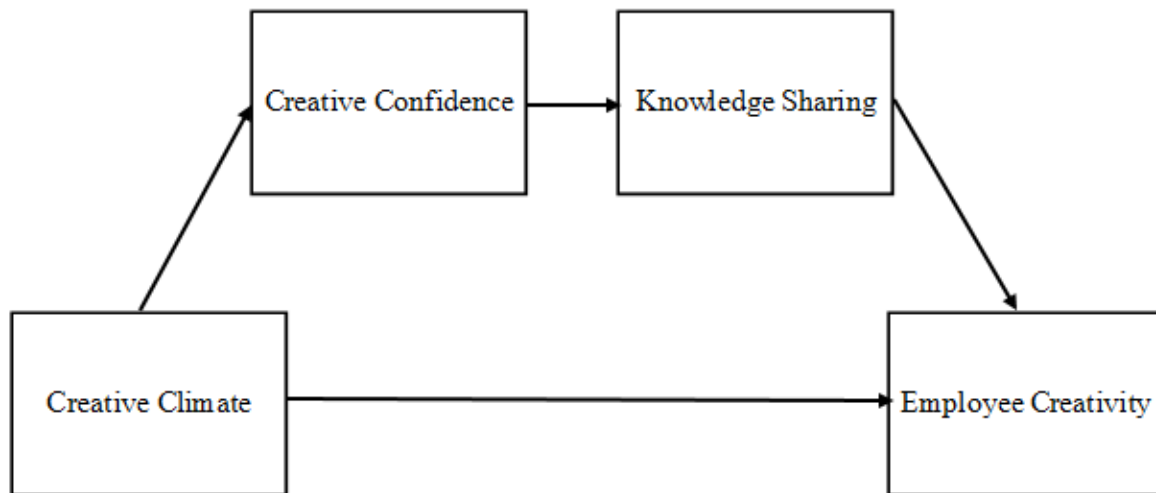 Creative Confidence
Knowledge Sharing
Creative Climate
Employee Creativity